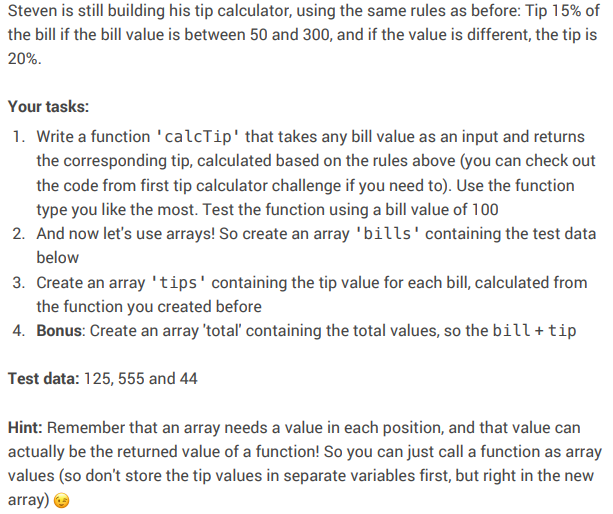 Steven is still building his tip calculator, using the same rules as before: Tip 15% of
the bill if the bill value is between 50 and 300, and if the value is different, the tip is
20%.
Your tasks:
1. Write a function 'calcTip' that takes any bill value as an input and returns
the corresponding tip, calculated based on the rules above (you can check out
the code from first tip calculator challenge if you need to). Use the function
type you like the most. Test the function using a bill value of 100
2. And now let's use arrays! So create an array 'bills' containing the test data
below
3. Create an array 'tips' containing the tip value for each bill, calculated from
the function you created before
4. Bonus: Create an array 'total' containing the total values, so the bill + tip
Test data: 125, 555 and 44
Hint: Remember that an array needs a value in each position, and that value can
actually be the returned value of a function! So you can just call a function as array
values (so don't store the tip values in separate variables first, but right in the new
array) 😉